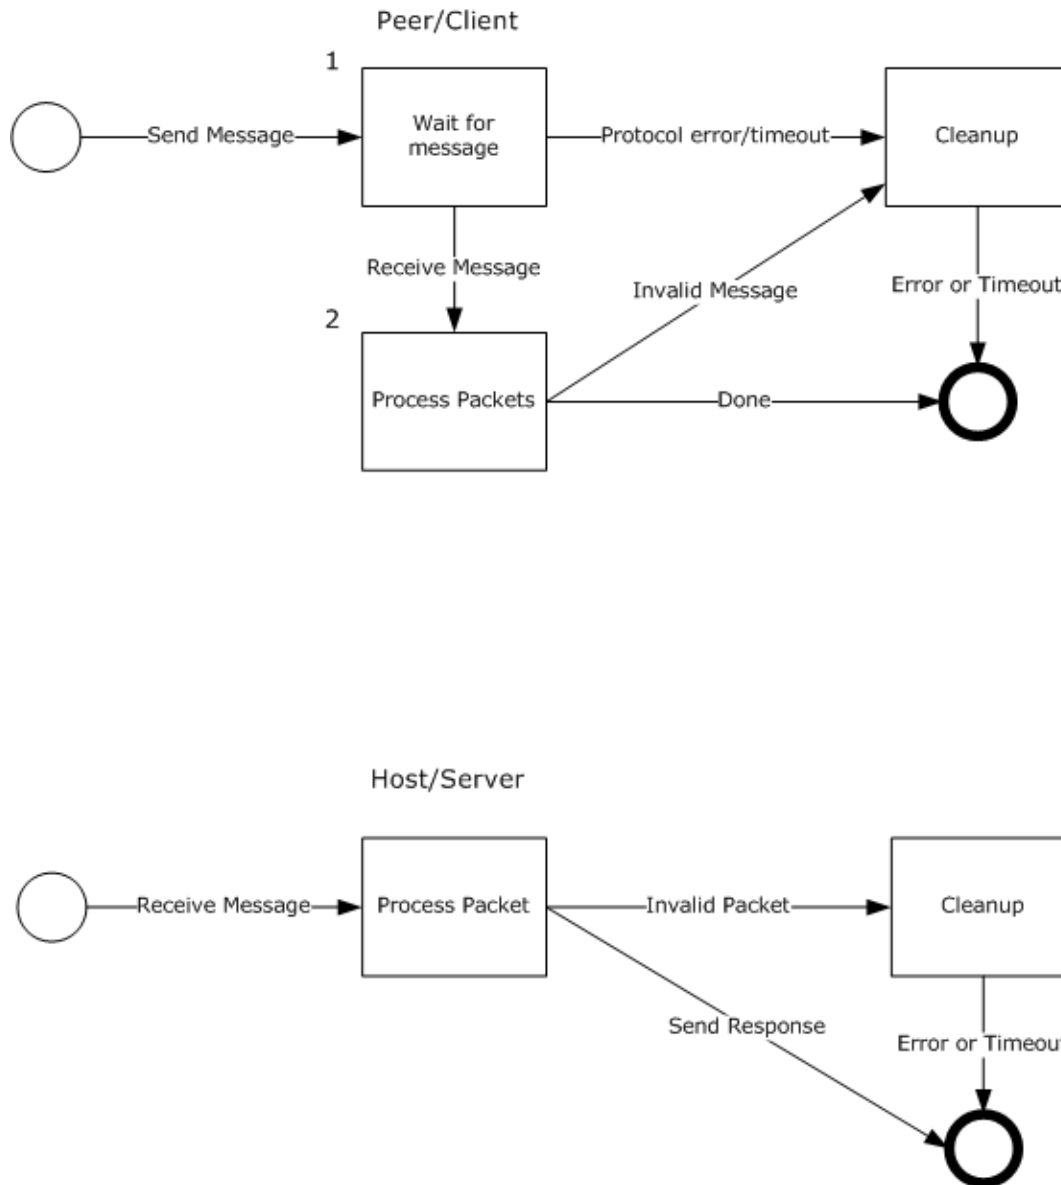 Peer/Client
1
Send Message
Wait for
message
Protocol error/timeout
Cleanup
Receive Message
Invalid Message
Error or Timeout
2
Process Packets
Done
Host/Server
Receive Message
Process Packet
Invalid Packet
Cleanup
Send Response
Error or Timeout